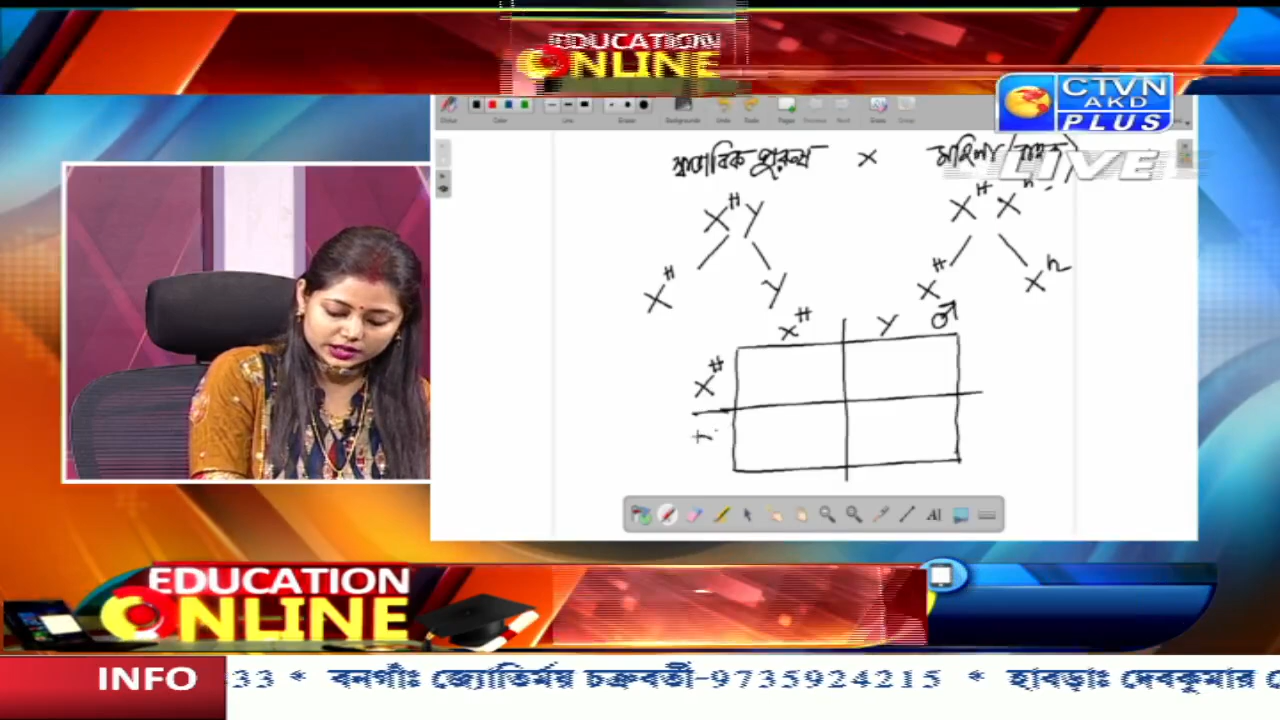 EDUCATION
ONLINE
CTVN
AKD
PLUS
LIVE
স্বাভাবিক পুরুষ × মহিলা (বাহক)
X^H Y X^H X^h
X^H Y X^H X^h
X^H Y ♂
X^H
EDUCATION
ONLINE
INFO 33 * বনগাঁঃ জ্যোতির্ময় চক্রবর্তী-9735924215 * হাবড়াঃ দেবকুমার